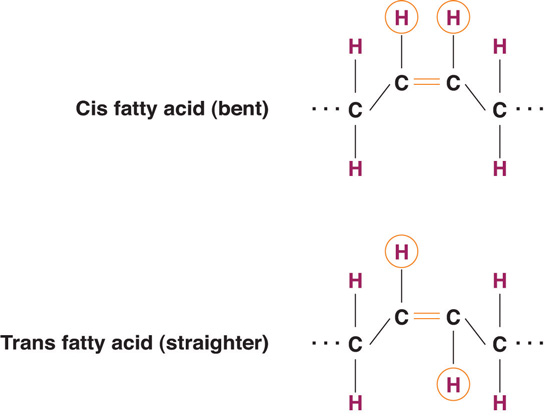 H H
H H
C = C
Cis fatty acid (bent) ···C C···
H H
H
H H
C = C
Trans fatty acid (straighter) ···C C···
H
H H